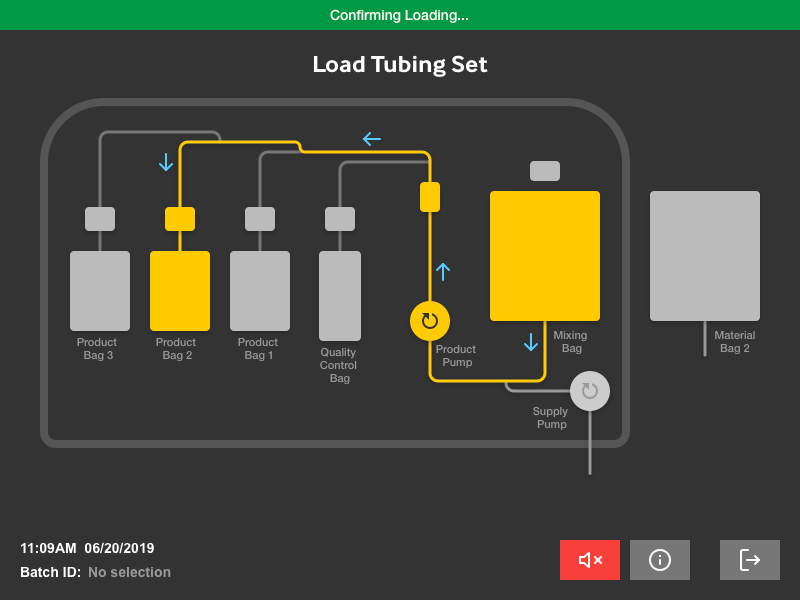 Confirming Loading...
Load Tubing Set
Product
Bag 3
Product
Bag 2
Product
Bag 1
Quality
Control
Bag
Product
Pump
Mixing
Bag
Material
Bag 2
Supply
Pump
11:09AM 06/20/2019
Batch ID: No selection